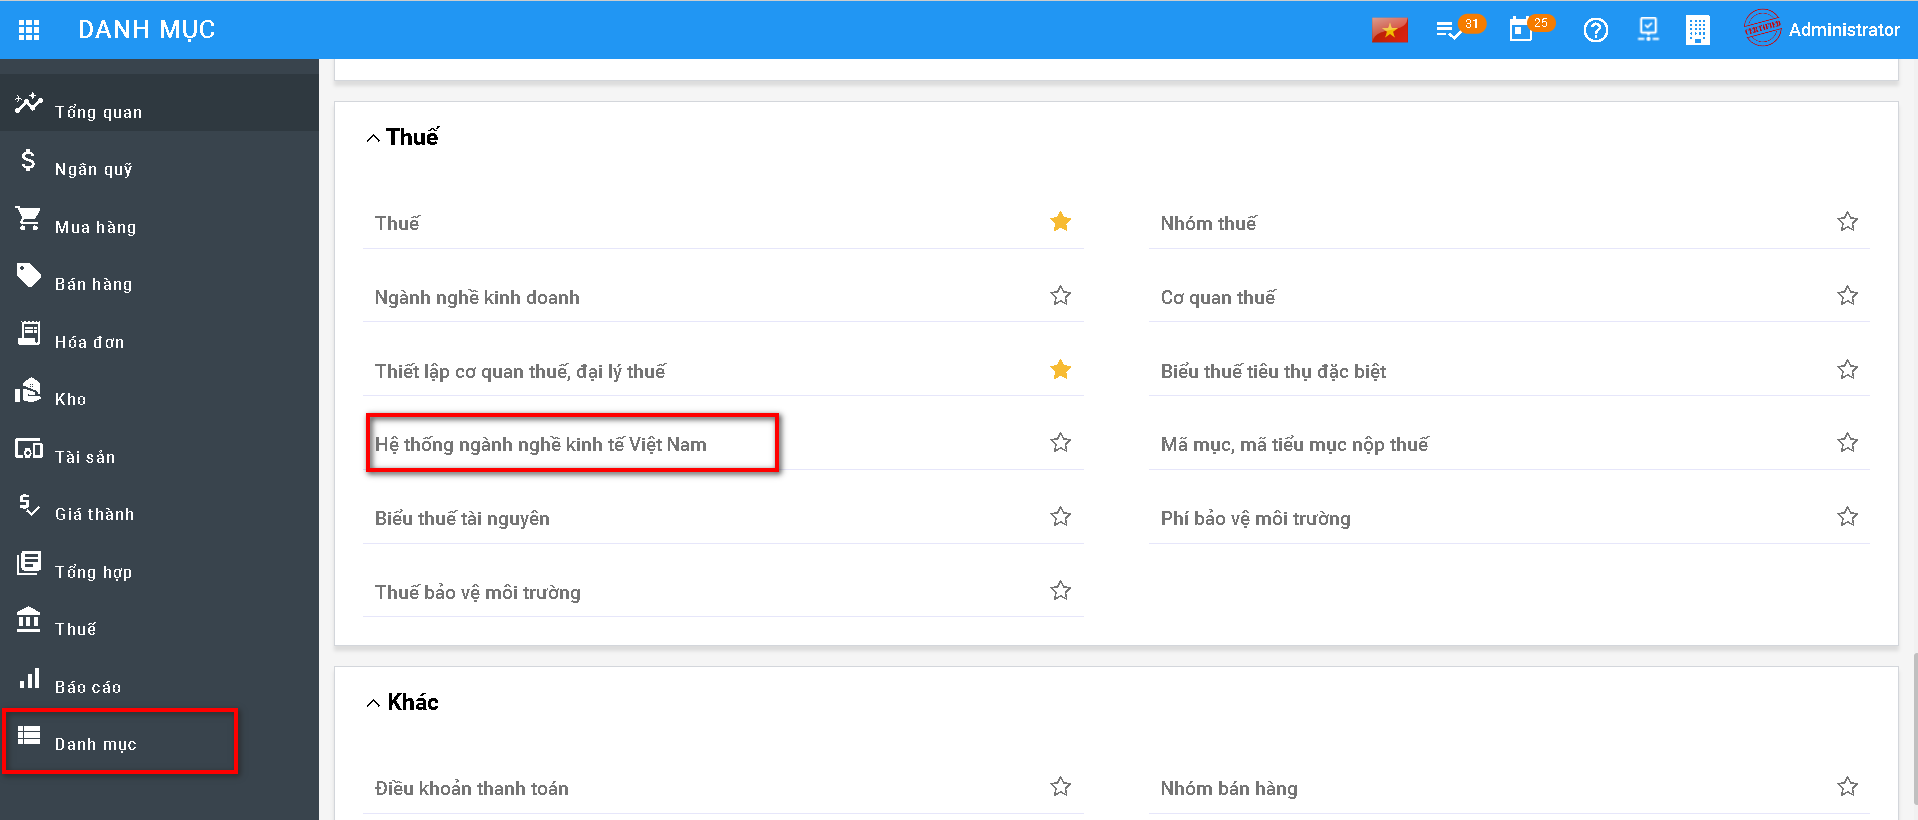 DANH MỤC
31
25
CERTIFIED
Administrator
Tổng quan
Ngân quỹ
Mua hàng
Bán hàng
Hóa đơn
Kho
Tài sản
Giá thành
Tổng hợp
Thuế
Báo cáo
Danh mục
Thuế
Thuế
Nhóm thuế
Ngành nghề kinh doanh
Cơ quan thuế
Thiết lập cơ quan thuế, đại lý thuế
Biểu thuế tiêu thụ đặc biệt
Hệ thống ngành nghề kinh tế Việt Nam
Mã mục, mã tiểu mục nộp thuế
Biểu thuế tài nguyên
Phí bảo vệ môi trường
Thuế bảo vệ môi trường
Khác
Điều khoản thanh toán
Nhóm bán hàng